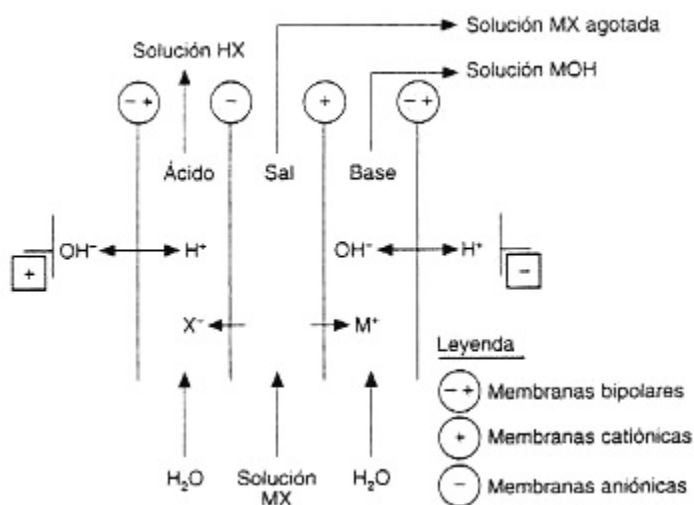 Solución MX agotada
Solución HX
Solución MOH
- +
-
+
- +
Ácido Sal Base
OH⁻ H⁺ OH⁻ H⁺
+
-
X⁻ M⁺
Leyenda
- + Membranas bipolares
+ Membranas catiónicas
- Membranas aniónicas
H₂O Solución MX H₂O